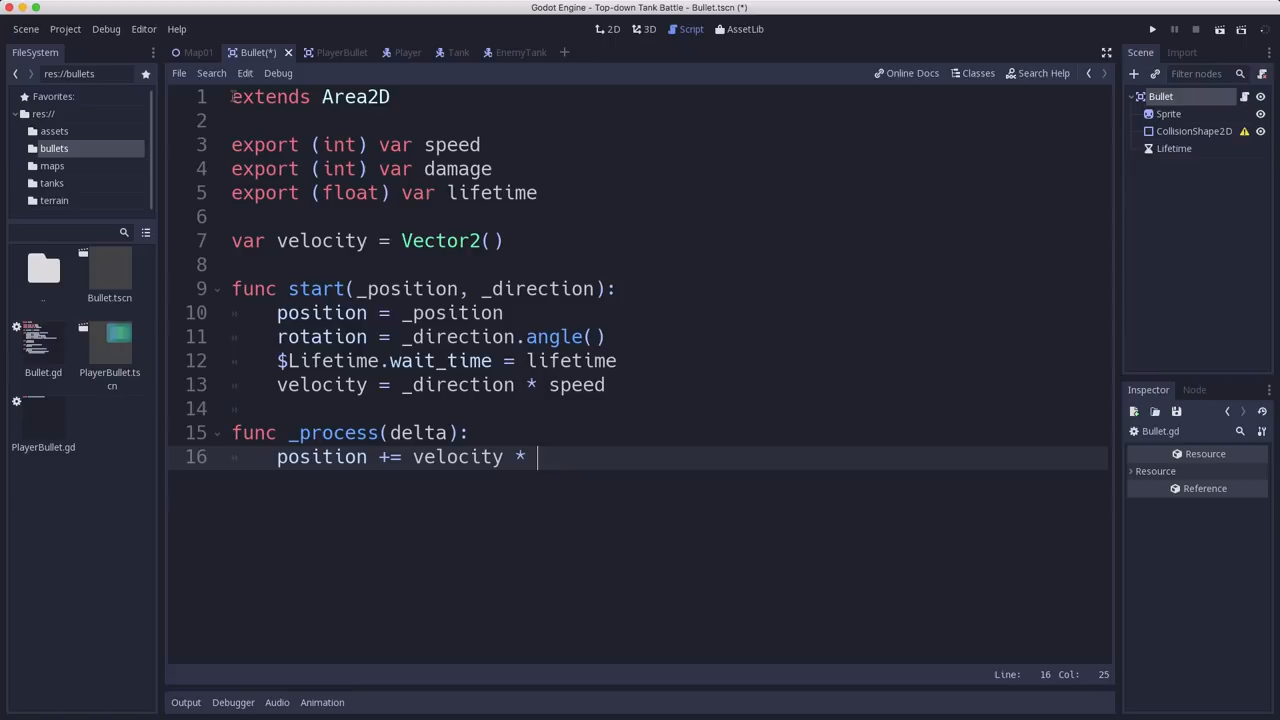 Godot Engine - Top-down Tank Battle - Bullet.tscn (*)
Scene Project Debug Editor Help
2D 3D Script AssetLib
FileSystem
Map01 Bullet(*) PlayerBullet Player Tank EnemyTank
Scene Import
res://bullets
File Search Edit Debug
Online Docs Classes Search Help
Filter nodes
Favorites:
res://
assets
bullets
maps
tanks
terrain
..
Bullet.tscn
Bullet.gd
PlayerBullet.ts
cn
PlayerBullet.gd
1 extends Area2D
2
3 export (int) var speed
4 export (int) var damage
5 export (float) var lifetime
6
7 var velocity = Vector2()
8
9 func start(_position, _direction):
10 position = _position
11 rotation = _direction.angle()
12 $Lifetime.wait_time = lifetime
13 velocity = _direction * speed
14
15 func _process(delta):
16 position += velocity *
Line: 16 Col: 25
Output Debugger Audio Animation
Bullet
Sprite
CollisionShape2D
Lifetime
Inspector Node
Bullet.gd
Resource
Resource
Reference